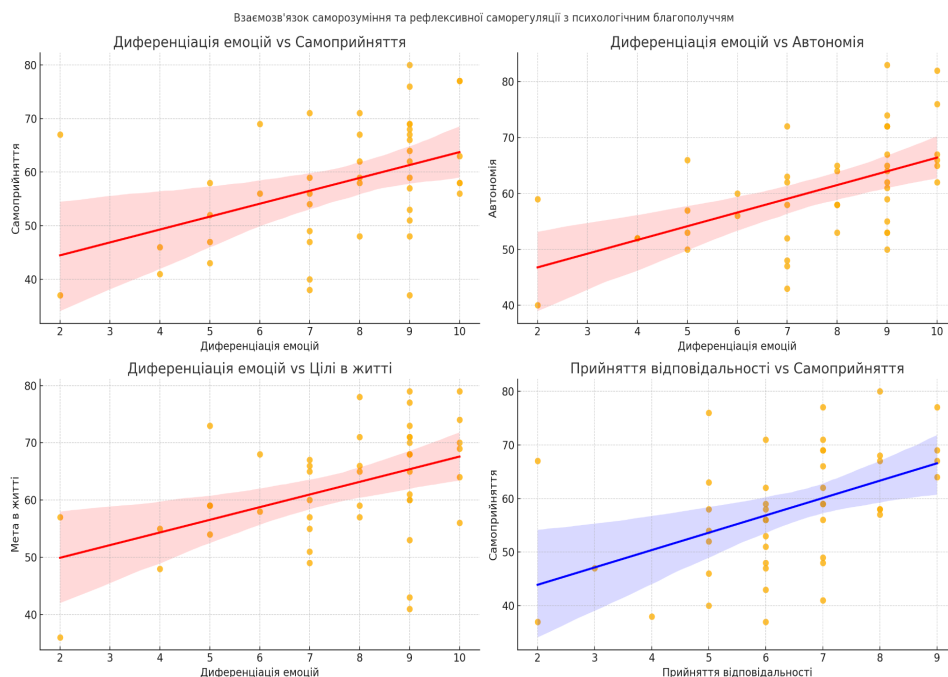 Взаємозв'язок саморозуміння та рефлексивної саморегуляції з психологічним благополуччям
Диференціація емоцій vs Самоприйняття
80
70
60
50
40
Самоприйняття
2 3 4 5 6 7 8 9 10
Диференціація емоцій
Диференціація емоцій vs Автономія
80
70
60
50
40
Автономія
2 3 4 5 6 7 8 9 10
Диференціація емоцій
Диференціація емоцій vs Цілі в житті
80
70
60
50
40
Мета в житті
2 3 4 5 6 7 8 9 10
Диференціація емоцій
Прийняття відповідальності vs Самоприйняття
80
70
60
50
40
Самоприйняття
2 3 4 5 6 7 8 9
Прийняття відповідальності